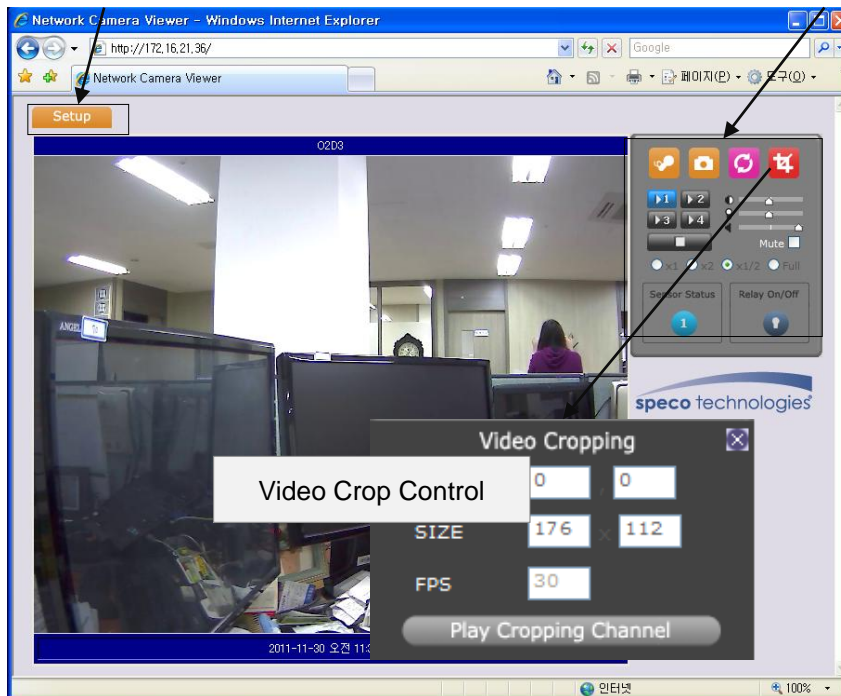 Network Camera Viewer - Windows Internet Explorer
http://172,16,21,36/
Google
Network Camera Viewer
페이지(P)
도구(O)
Setup
O2D3
1 2
3 4
Mute
x1 x2 x1/2 Full
Sensor Status Relay On/Off
1
speco technologies
Video Cropping
Video Crop Control
0 , 0
SIZE 176 x 112
FPS 30
Play Cropping Channel
2011-11-30 오전 11:
인터넷 100%